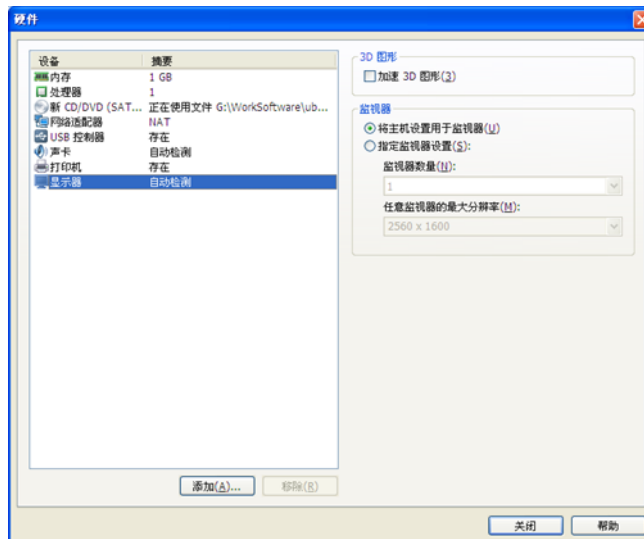 硬件
设备 摘要
内存 1 GB
处理器 1
新 CD/DVD (SAT... 正在使用文件 G:\WorkSoftware\ub...
网络适配器 NAT
USB 控制器 存在
声卡 自动检测
打印机 存在
显示器 自动检测
添加(A)... 移除(R)
3D 图形
加速 3D 图形(3)
监视器
将主机设置用于监视器(U)
指定监视器设置(S):
监视器数量(N):
1
任意监视器的最大分辨率(M):
2560 x 1600
关闭 帮助